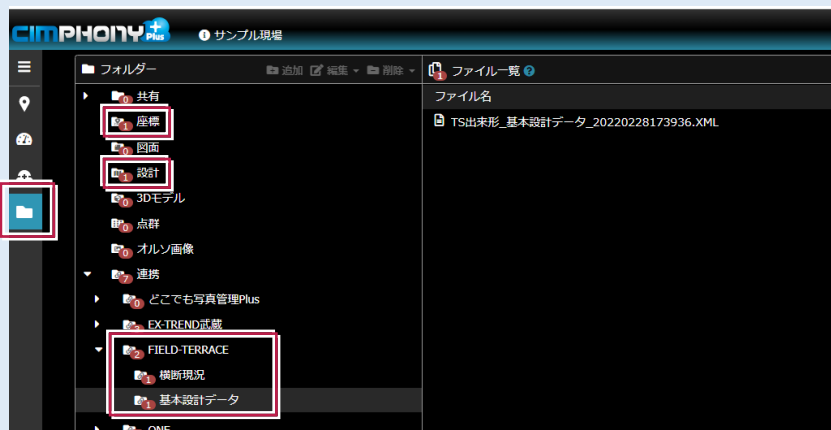 CIMPHONY Plus
1 サンプル現場
フォルダー 追加 編集 削除
0 共有
1 座標
0 図面
1 設計
0 3Dモデル
0 点群
0 オルソ画像
7 連携
0 どこでも写真管理Plus
EX-TREND武蔵
2 FIELD-TERRACE
1 横断現況
1 基本設計データ
1 ファイル一覧 ?
ファイル名
TS出来形_基本設計データ_20220228173936.XML